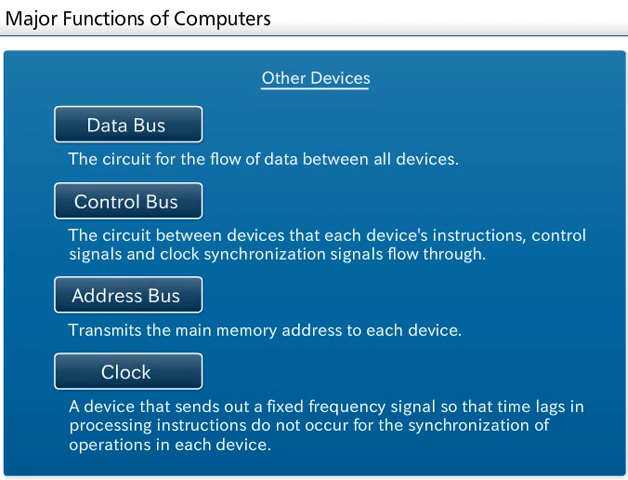 Major Functions of Computers
Other Devices
Data Bus
The circuit for the flow of data between all devices.
Control Bus
The circuit between devices that each device's instructions, control
signals and clock synchronization signals flow through.
Address Bus
Transmits the main memory address to each device.
Clock
A device that sends out a fixed frequency signal so that time lags in
processing instructions do not occur for the synchronization of
operations in each device.